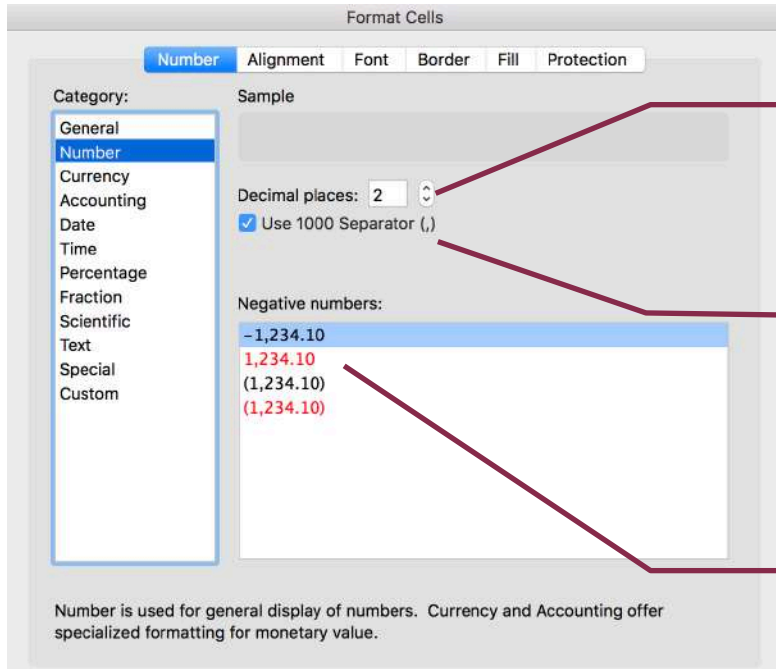 Format Cells
Number Alignment Font Border Fill Protection
Category:
General
Number
Currency
Accounting
Date
Time
Percentage
Fraction
Scientific
Text
Special
Custom
Sample
Decimal places: 2
Use 1000 Separator (,)
Negative numbers:
-1,234.10
1,234.10
(1,234.10)
(1,234.10)
Number is used for general display of numbers. Currency and Accounting offer
specialized formatting for monetary value.